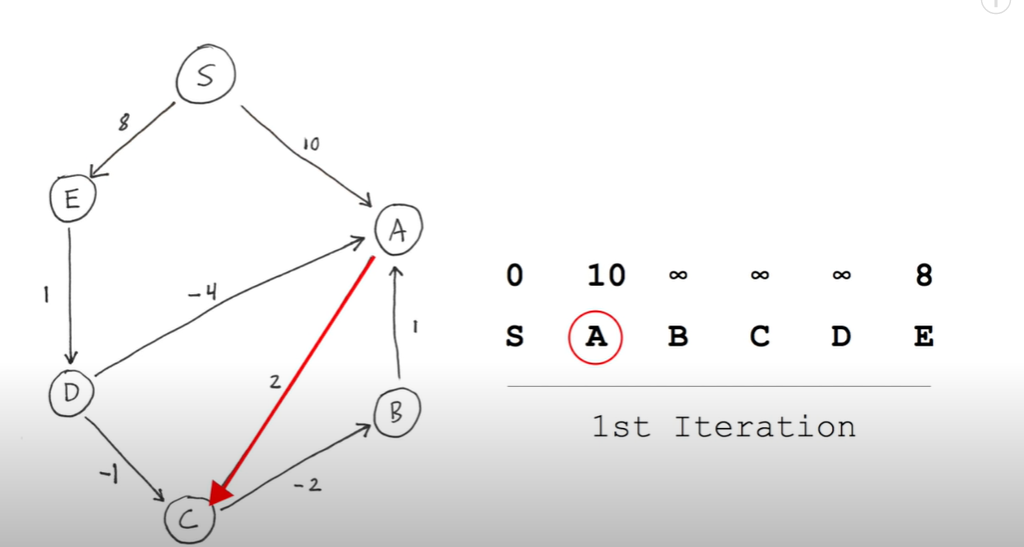 S
8
10
E
A
1
-4
1
2
D
B
-1
-2
C
0 10 ∞ ∞ ∞ 8
S A B C D E
1st Iteration